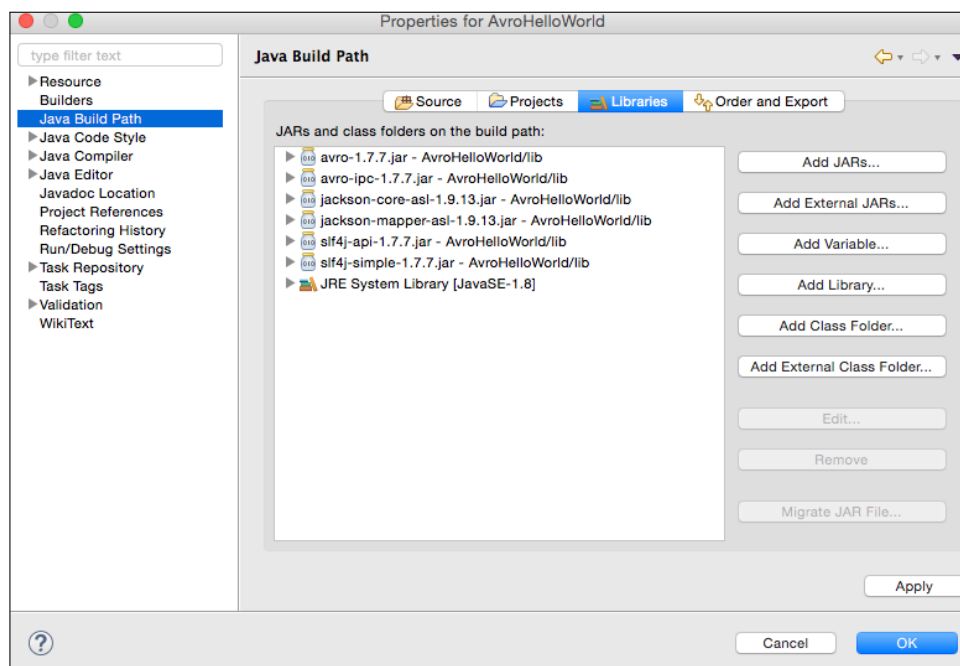 Properties for AvroHelloWorld
type filter text
Resource
Builders
Java Build Path
Java Code Style
Java Compiler
Java Editor
Javadoc Location
Project References
Refactoring History
Run/Debug Settings
Task Repository
Task Tags
Validation
WikiText
Java Build Path
Source Projects Libraries Order and Export
JARs and class folders on the build path:
avro-1.7.7.jar - AvroHelloWorld/lib
avro-ipc-1.7.7.jar - AvroHelloWorld/lib
jackson-core-asl-1.9.13.jar - AvroHelloWorld/lib
jackson-mapper-asl-1.9.13.jar - AvroHelloWorld/lib
slf4j-api-1.7.7.jar - AvroHelloWorld/lib
slf4j-simple-1.7.7.jar - AvroHelloWorld/lib
JRE System Library [JavaSE-1.8]
Add JARs...
Add External JARs...
Add Variable...
Add Library...
Add Class Folder...
Add External Class Folder...
Edit...
Remove
Migrate JAR File...
Apply
?
Cancel OK